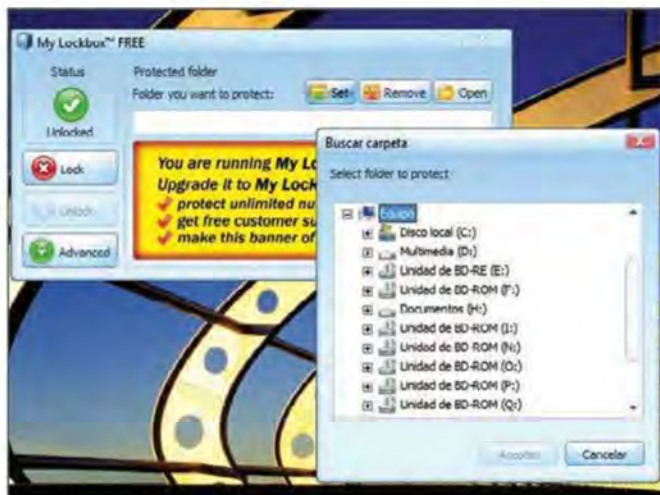 My Lockbox™ FREE
Status
Protected folder
Folder you want to protect:
Set
Remove
Open
Unlocked
Lock
Unlock
Advanced
You are running My Lo
Upgrade it to My Lock
protect unlimited nu
get free customer su
make this banner of
Buscar carpeta
Select folder to protect
Equipo
Disco local (C:)
Multimedia (D:)
Unidad de BD-RE (E:)
Unidad de BD-ROM (F:)
Documentos (H:)
Unidad de BD-ROM (I:)
Unidad de BD-ROM (N:)
Unidad de BD-ROM (O:)
Unidad de BD-ROM (P:)
Unidad de BD-ROM (Q:)
Aceptar
Cancelar